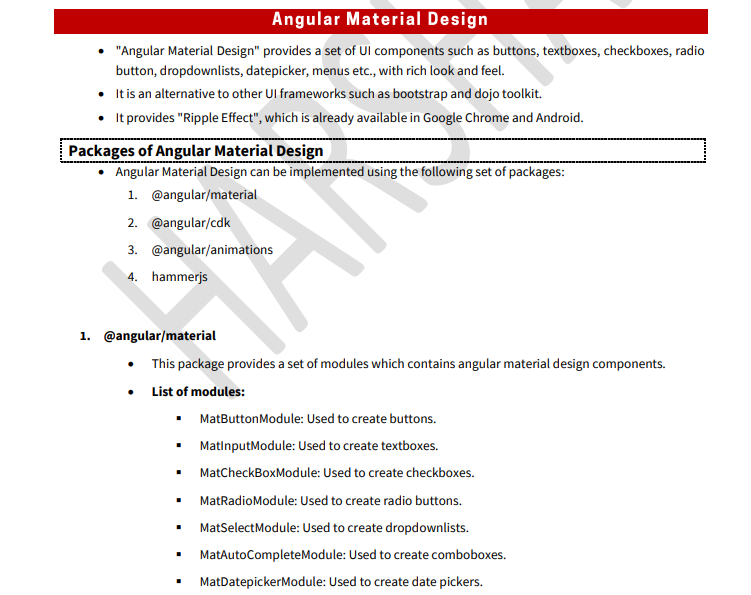 Angular Material Design
• "Angular Material Design" provides a set of UI components such as buttons, textboxes, checkboxes, radio
button, dropdownlists, datepicker, menus etc., with rich look and feel.
• It is an alternative to other UI frameworks such as bootstrap and dojo toolkit.
• It provides "Ripple Effect", which is already available in Google Chrome and Android.
Packages of Angular Material Design
• Angular Material Design can be implemented using the following set of packages:
1. @angular/material
2. @angular/cdk
3. @angular/animations
4. hammerjs
1. @angular/material
• This package provides a set of modules which contains angular material design components.
• List of modules:
▪ MatButtonModule: Used to create buttons.
▪ MatInputModule: Used to create textboxes.
▪ MatCheckBoxModule: Used to create checkboxes.
▪ MatRadioModule: Used to create radio buttons.
▪ MatSelectModule: Used to create dropdownlists.
▪ MatAutoCompleteModule: Used to create comboboxes.
▪ MatDatepickerModule: Used to create date pickers.